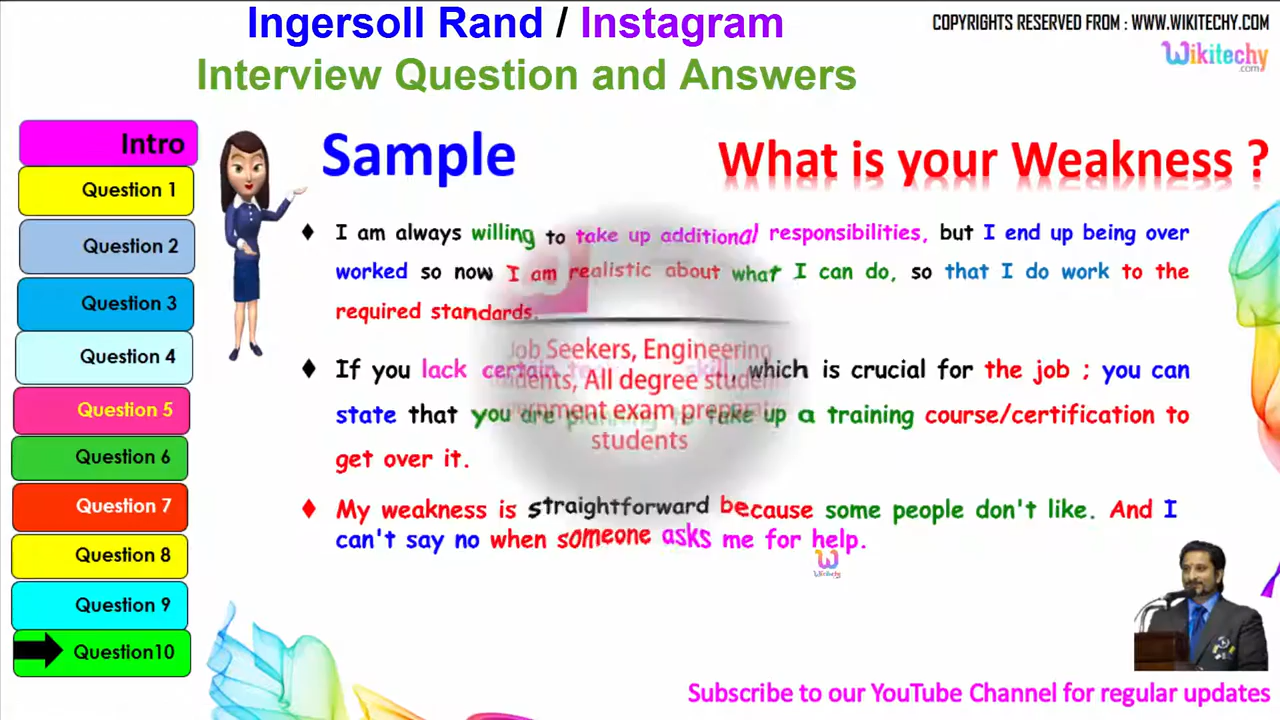 Ingersoll Rand / Instagram
Interview Question and Answers
COPYRIGHTS RESERVED FROM : WWW.WIKITECHY.COM
Wikitechy
.com
Intro
Question 1
Question 2
Question 3
Question 4
Question 5
Question 6
Question 7
Question 8
Question 9
Question10
Sample
What is your Weakness ?
I am always willing to take up additional responsibilities, but I end up being over
worked so now I am realistic about what I can do, so that I do work to the
required standards.
If you lack certain skill, which is crucial for the job ; you can
state that you are planning to take up a training course/certification to
get over it.
My weakness is straightforward because some people don't like. And I
can't say no when someone asks me for help.
Job Seekers, Engineering
All degree
exam
students
Wikitechy
Subscribe to our YouTube Channel for regular updates